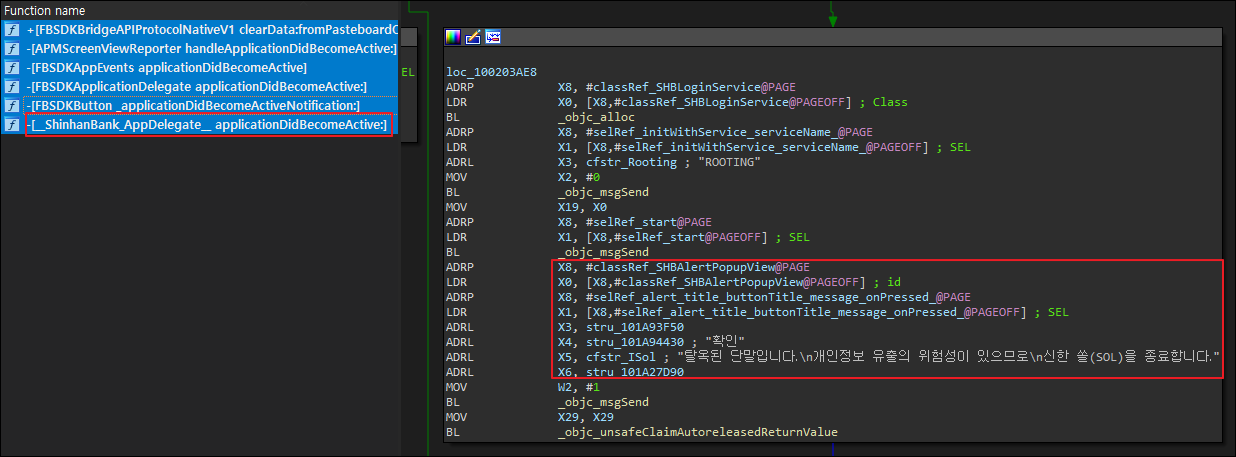 Function name
+[FBSDKBridgeAPIProtocolNativeV1 clearData:fromPasteboardC
-[APMScreenViewReporter handleApplicationDidBecomeActive:]
-[FBSDKAppEvents applicationDidBecomeActive]
-[FBSDKApplicationDelegate applicationDidBecomeActive:]
-[FBSDKButton _applicationDidBecomeActiveNotification:]
-[__ShinhanBank_AppDelegate__ applicationDidBecomeActive:]
EL
loc_100203AE8
ADRP X8, #classRef_SHBLoginService@PAGE
LDR X0, [X8,#classRef_SHBLoginService@PAGEOFF] ; Class
BL _objc_alloc
ADRP X8, #selRef_initWithService_serviceName_@PAGE
LDR X1, [X8,#selRef_initWithService_serviceName_@PAGEOFF] ; SEL
ADRL X3, cfstr_Rooting ; "ROOTING"
MOV X2, #0
BL _objc_msgSend
MOV X19, X0
ADRP X8, #selRef_start@PAGE
LDR X1, [X8,#selRef_start@PAGEOFF] ; SEL
BL _objc_msgSend
ADRP X8, #classRef_SHBAlertPopupView@PAGE
LDR X0, [X8,#classRef_SHBAlertPopupView@PAGEOFF] ; id
ADRP X8, #selRef_alert_title_buttonTitle_message_onPressed_@PAGE
LDR X1, [X8,#selRef_alert_title_buttonTitle_message_onPressed_@PAGEOFF] ; SEL
ADRL X3, stru_101A93F50
ADRL X4, stru_101A94430 ; "확인"
ADRL X5, cfstr_ISol ; "탈옥된 단말입니다.\n개인정보 유출의 위험성이 있으므로\n신한 쏠(SOL)을 종료합니다."
ADRL X6, stru_101A27D90
MOV W2, #1
BL _objc_msgSend
MOV X29, X29
BL _objc_unsafeClaimAutoreleasedReturnValue